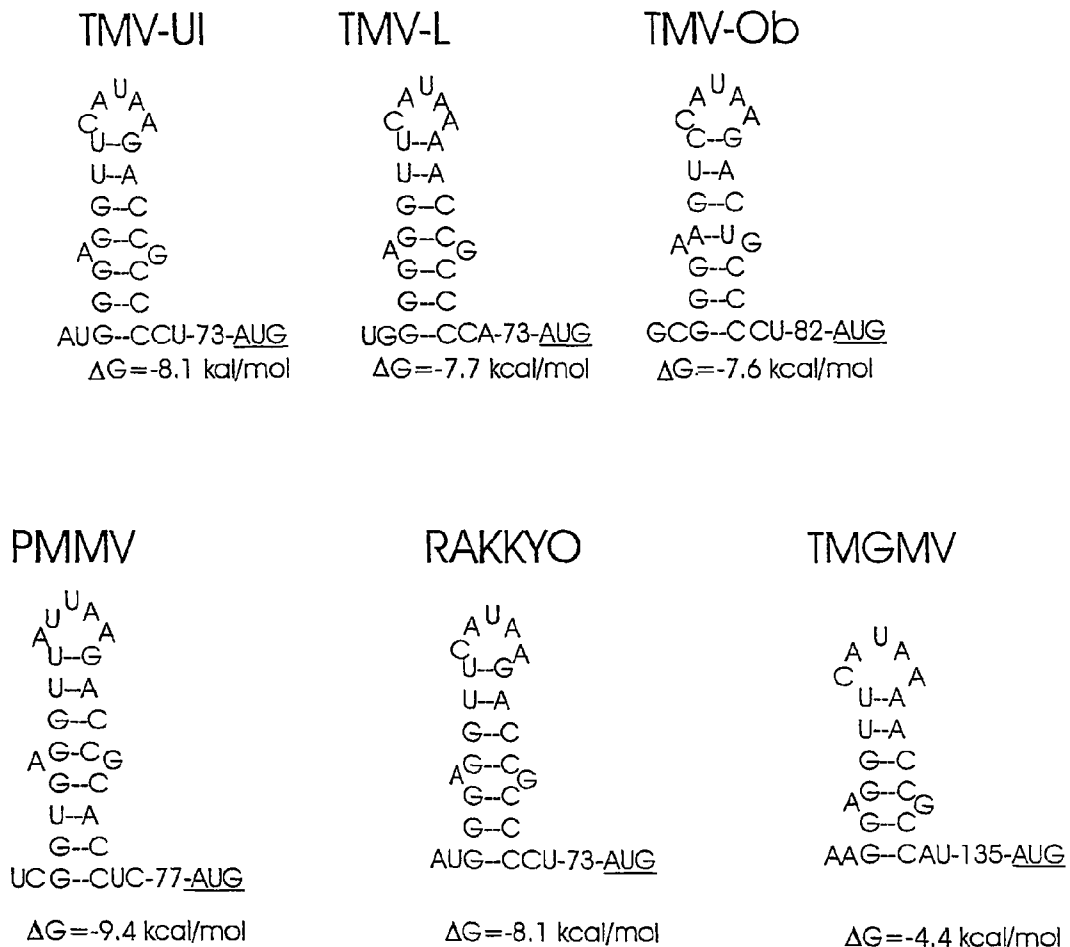 TMV-UI
U
A A
C A
U--G
U--A
G--C
G--C
A G
G--C
G--C
AUG--CCU-73-AUG
ΔG=-8.1 kal/mol
TMV-L
U
A A
C A
U--A
U--A
G--C
G--C
A G
G--C
G--C
UGG--CCA-73-AUG
ΔG=-7.7 kcal/mol
TMV-Ob
U
A A
C A
C--G
U--A
G--C
A--U
A G
G--C
G--C
GCG--CCU-82-AUG
ΔG=-7.6 kcal/mol
PMMV
U
U A
A A
U--G
U--A
G--C
G--C
A G
G--C
U--A
G--C
UCG--CUC-77-AUG
ΔG=-9.4 kcal/mol
RAKKYO
U
A A
C A
U--G
U--A
G--C
G--C
A G
G--C
G--C
AUG--CCU-73-AUG
ΔG=-8.1 kcal/mol
TMGMV
U
A A
C A
U--A
U--A
G--C
G--C
A G
G--C
AAG--CAU-135-AUG
ΔG=-4.4 kcal/mol